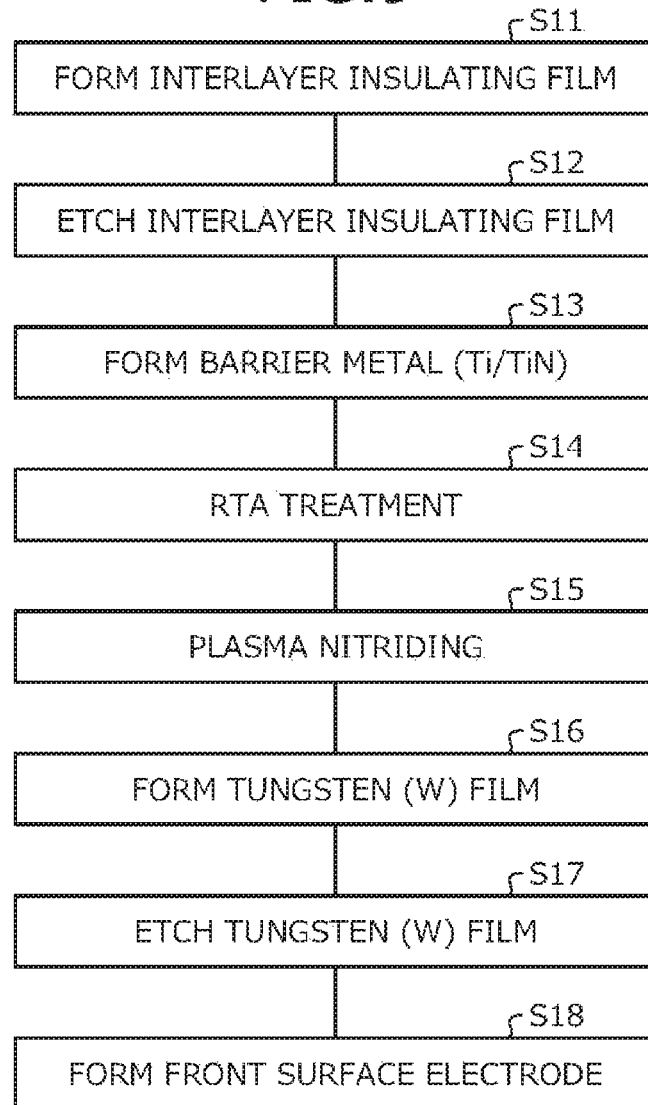 S11
FORM INTERLAYER INSULATING FILM
S12
ETCH INTERLAYER INSULATING FILM
S13
FORM BARRIER METAL (Ti/TiN)
S14
RTA TREATMENT
S15
PLASMA NITRIDING
S16
FORM TUNGSTEN (W) FILM
S17
ETCH TUNGSTEN (W) FILM
S18
FORM FRONT SURFACE ELECTRODE